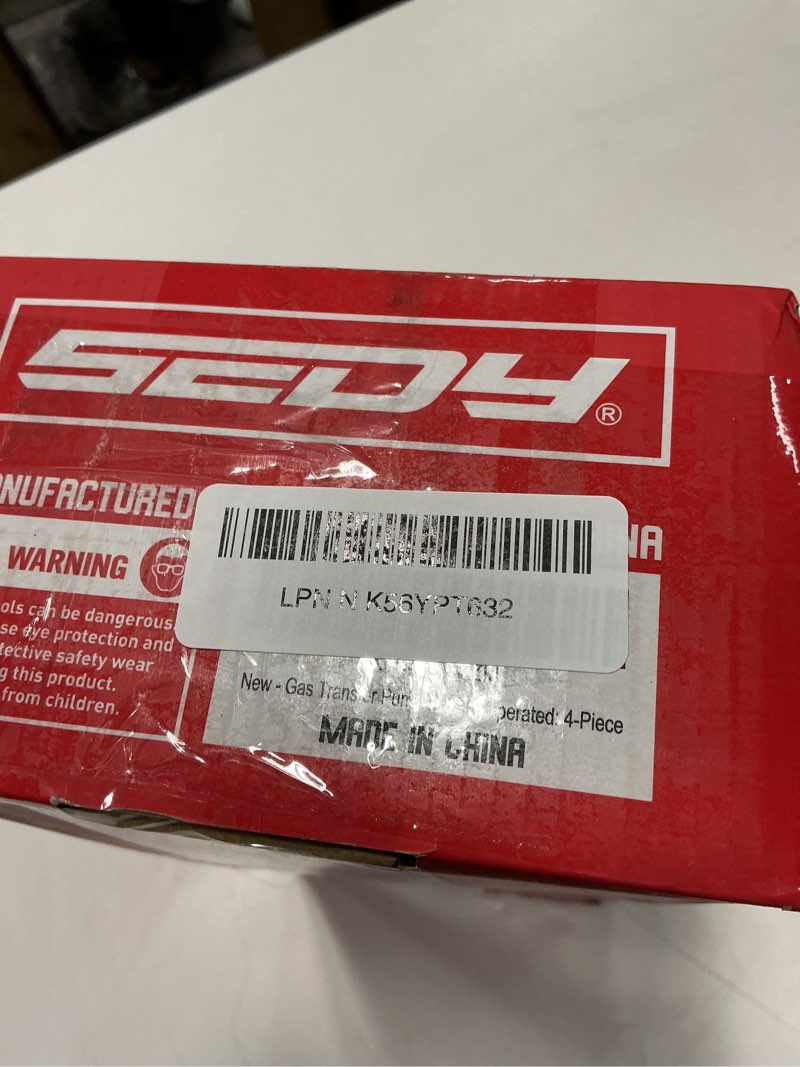 SEDY®
NUFACTURED
NA
WARNING
ols can be dangerous,
se eye protection and
tective safety wear
g this product.
from children.
LPN N K56YPT632
New - Gas Transfer Pum perated: 4-Piece
MADE IN CHINA